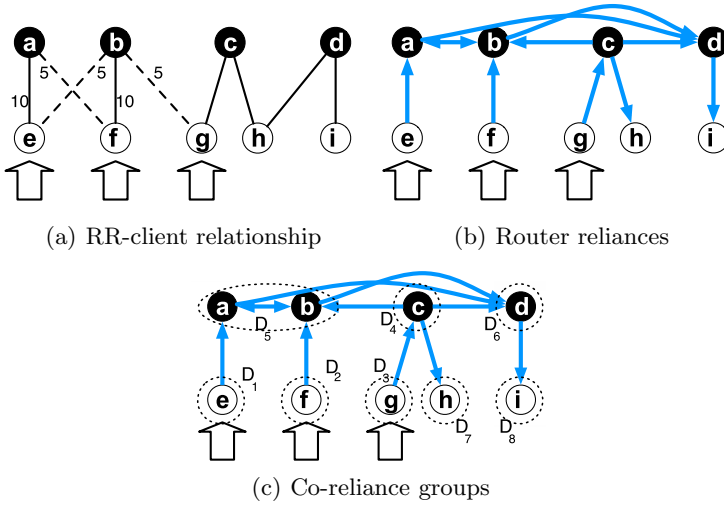 a b c d
5 5 5
10 10
e f g h i
(a) RR-client relationship
a b c d
e f g h i
(b) Router reliances
a b c d
D5 D4 D6
D1 D2 D3
e f g h i
D7 D8
(c) Co-reliance groups